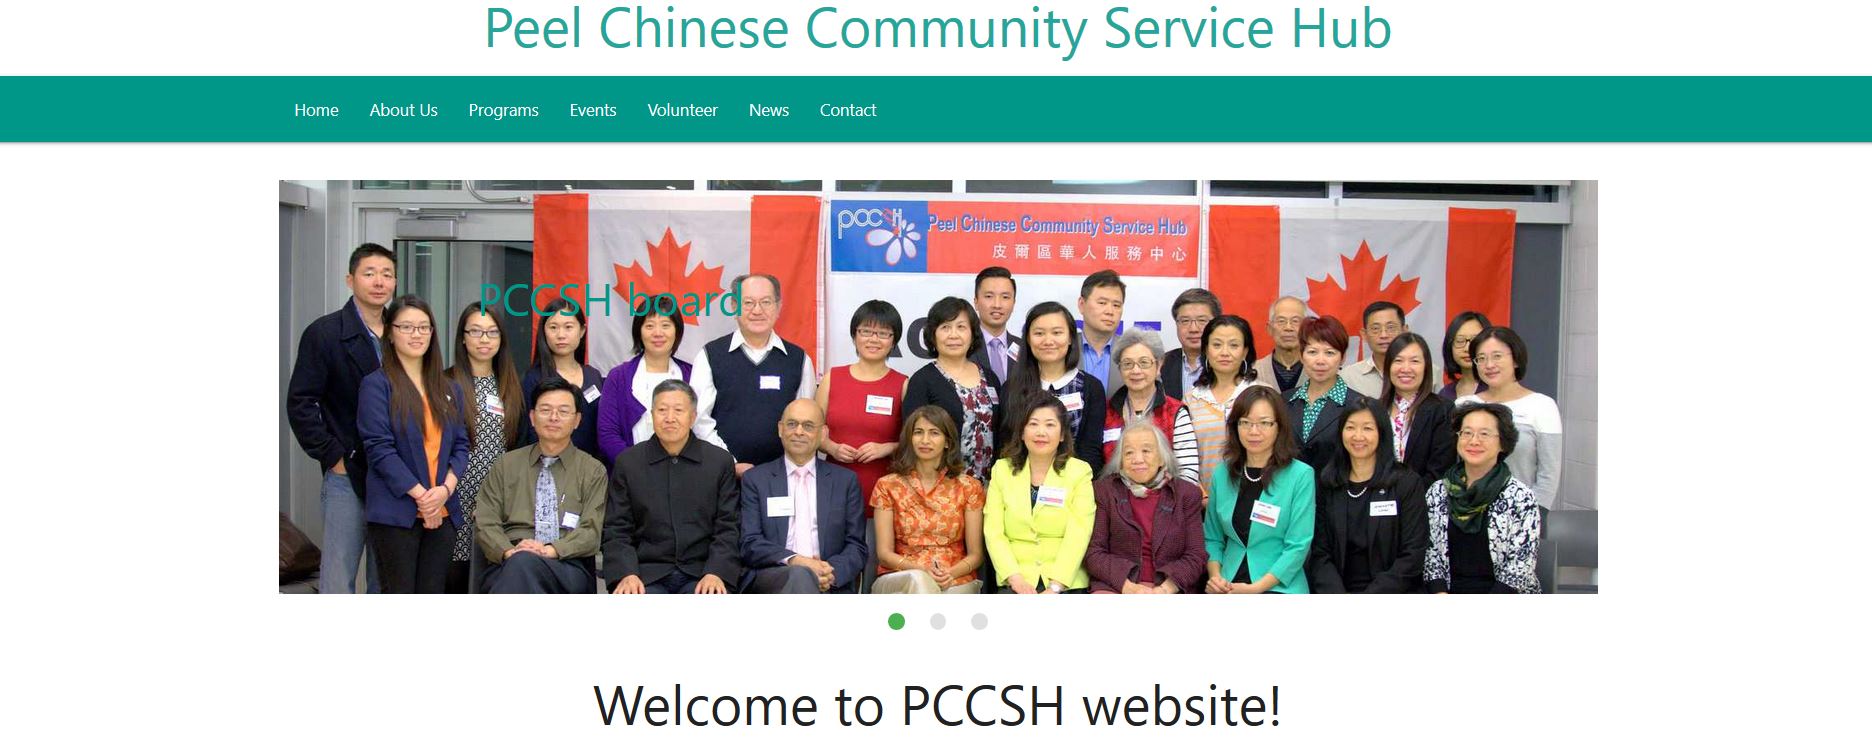 Peel Chinese Community Service Hub
Home About Us Programs Events Volunteer News Contact
pccsh
Peel Chinese Community Service Hub
皮爾區華人服務中心
PCCSH board
Welcome to PCCSH website!